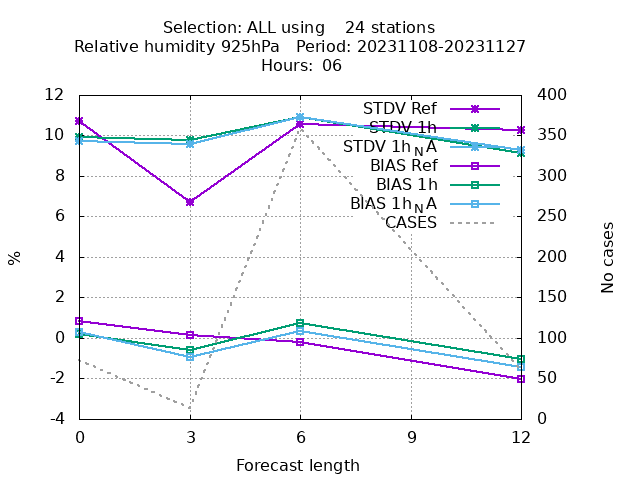 Selection: ALL using 24 stations
Relative humidity 925hPa Period: 20231108-20231127
Hours: 06
STDV Ref
STDV 1h
STDV 1h_NA
BIAS Ref
BIAS 1h
BIAS 1h_NA
CASES
12
10
8
6
4
2
0
-2
-4
%
400
350
300
250
200
150
100
50
0
No cases
0 3 6 9 12
Forecast length